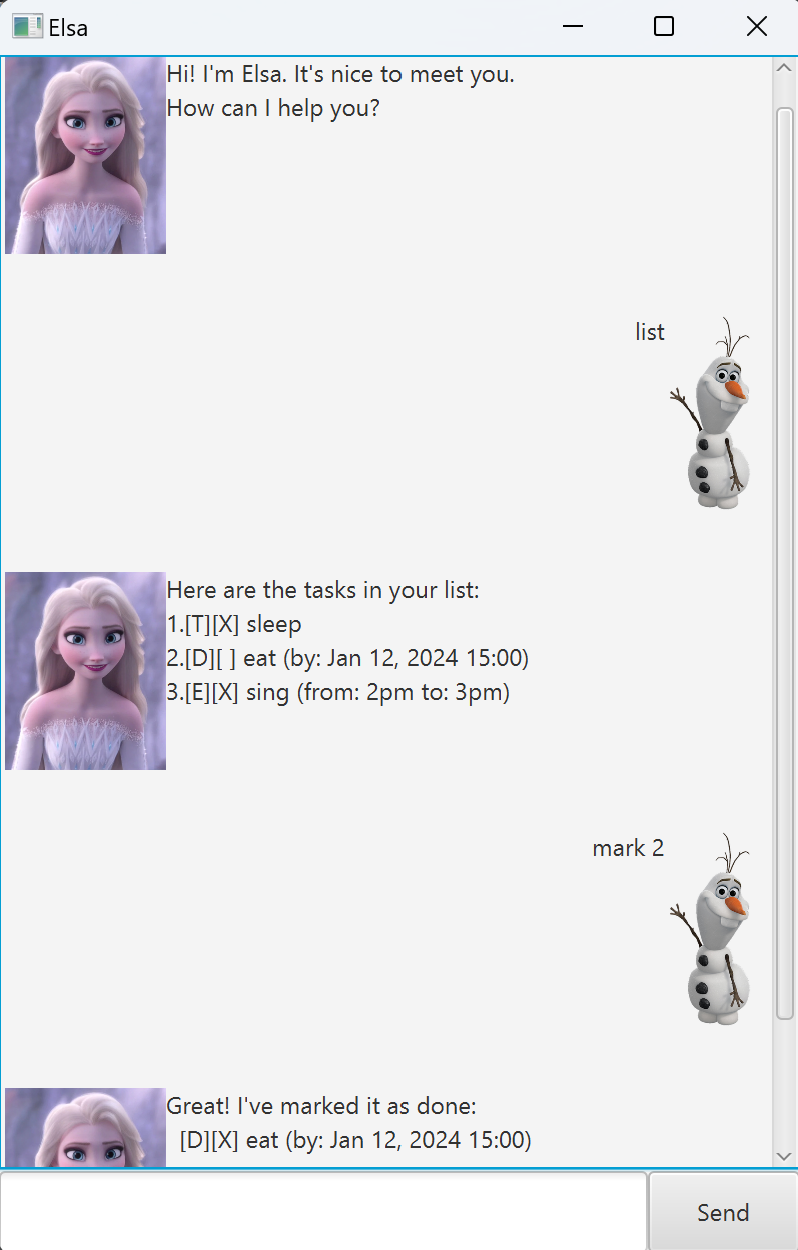 Elsa
Hi! I'm Elsa. It's nice to meet you.
How can I help you?
list
Here are the tasks in your list:
1.[T][X] sleep
2.[D][ ] eat (by: Jan 12, 2024 15:00)
3.[E][X] sing (from: 2pm to: 3pm)
mark 2
Great! I've marked it as done:
[D][X] eat (by: Jan 12, 2024 15:00)
Send